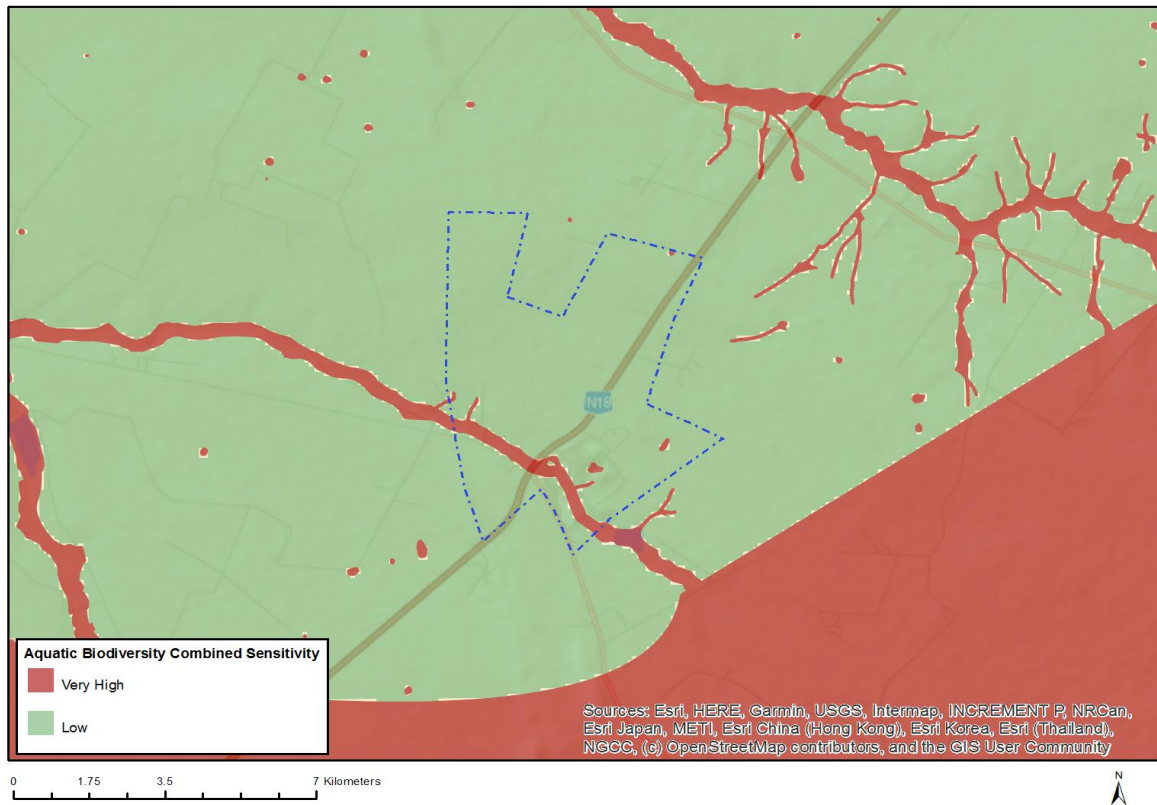 N18
Aquatic Biodiversity Combined Sensitivity
Very High
Low
Sources: Esri, HERE, Garmin, USGS, Intermap, INCREMENT P, NRCan,
Esri Japan, METI, Esri China (Hong Kong), Esri Korea, Esri (Thailand),
NGCC, (c) OpenStreetMap contributors, and the GIS User Community
0 1.75 3.5 7 Kilometers
N